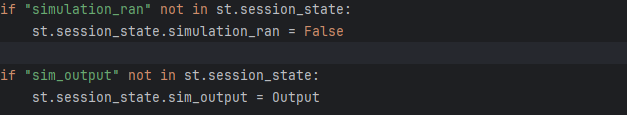 if "simulation_ran" not in st.session_state:
    st.session_state.simulation_ran = False
if "sim_output" not in st.session_state:
    st.session_state.sim_output = Output